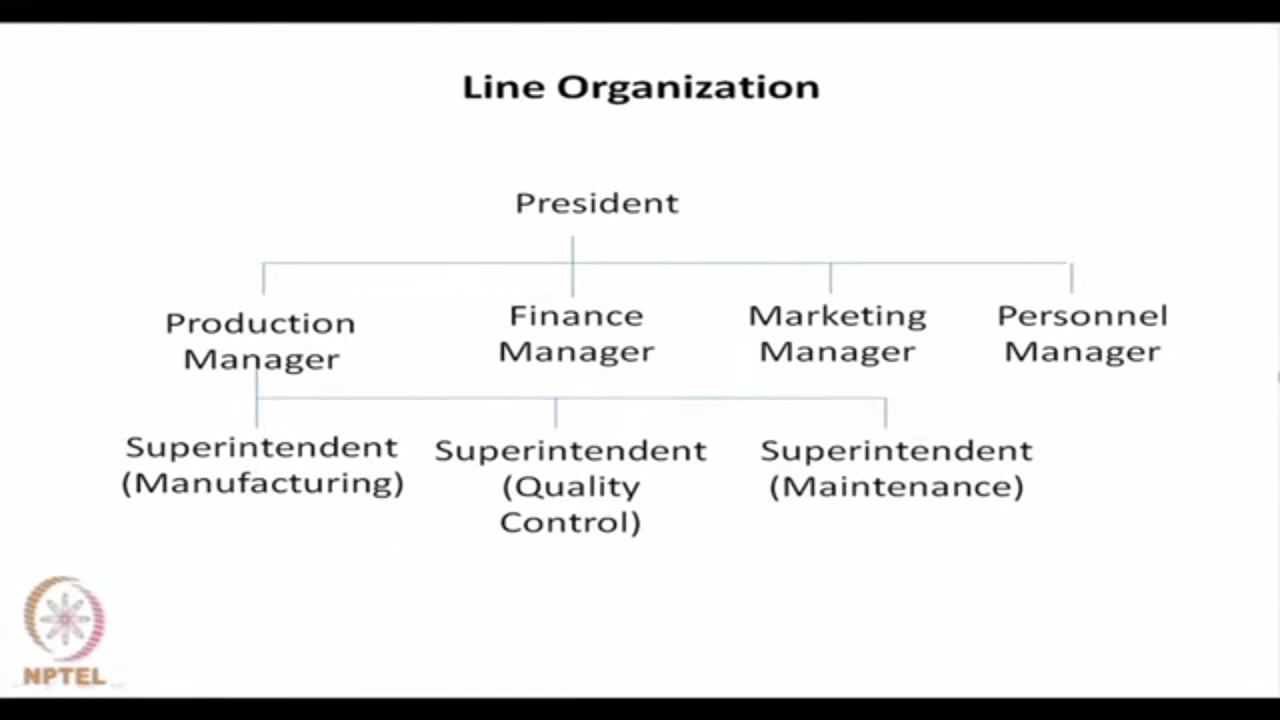 Line Organization
President
Production
Manager
Finance
Manager
Marketing
Manager
Personnel
Manager
Superintendent
(Manufacturing)
Superintendent
(Quality
Control)
Superintendent
(Maintenance)
NPTEL